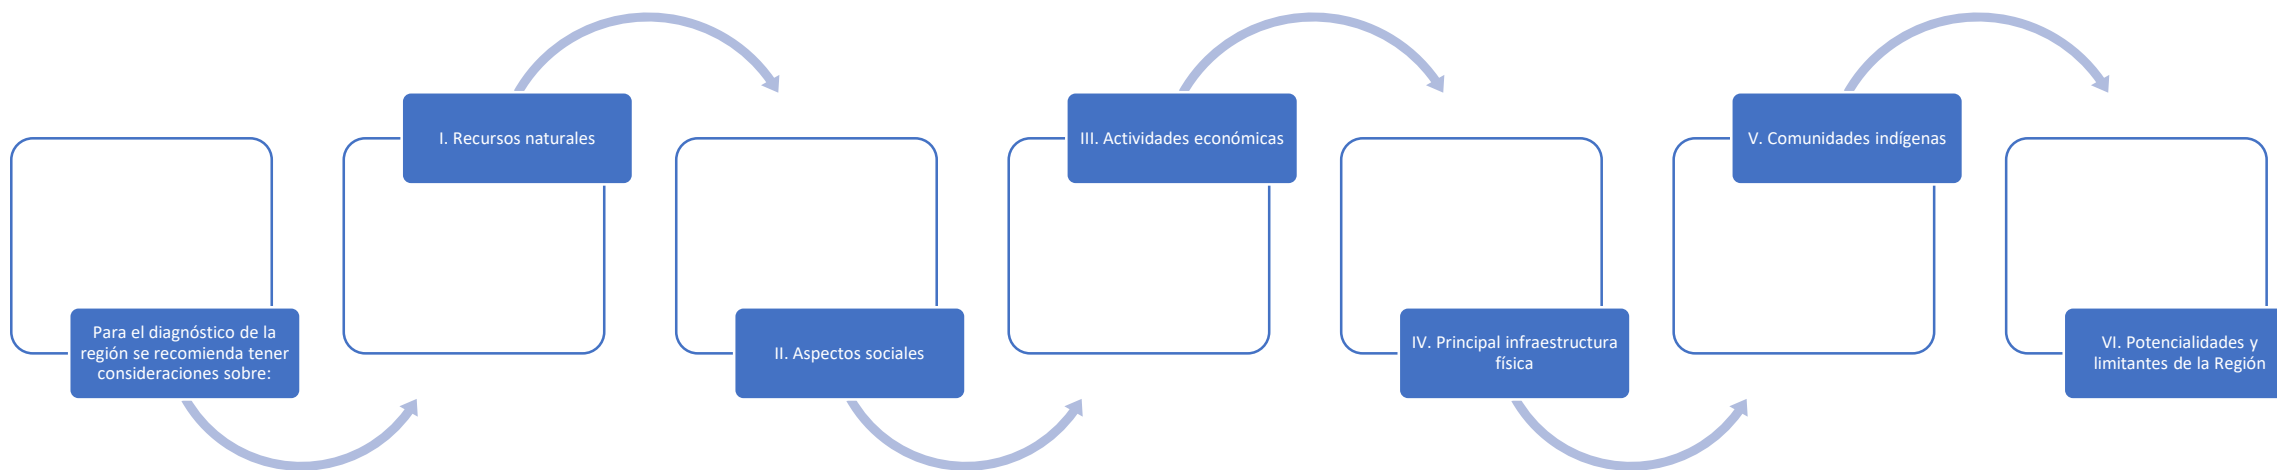 Para el diagnóstico de la
región se recomienda tener
consideraciones sobre:
I. Recursos naturales
II. Aspectos sociales
III. Actividades económicas
IV. Principal infraestructura
física
V. Comunidades indígenas
VI. Potencialidades y
limitantes de la Región